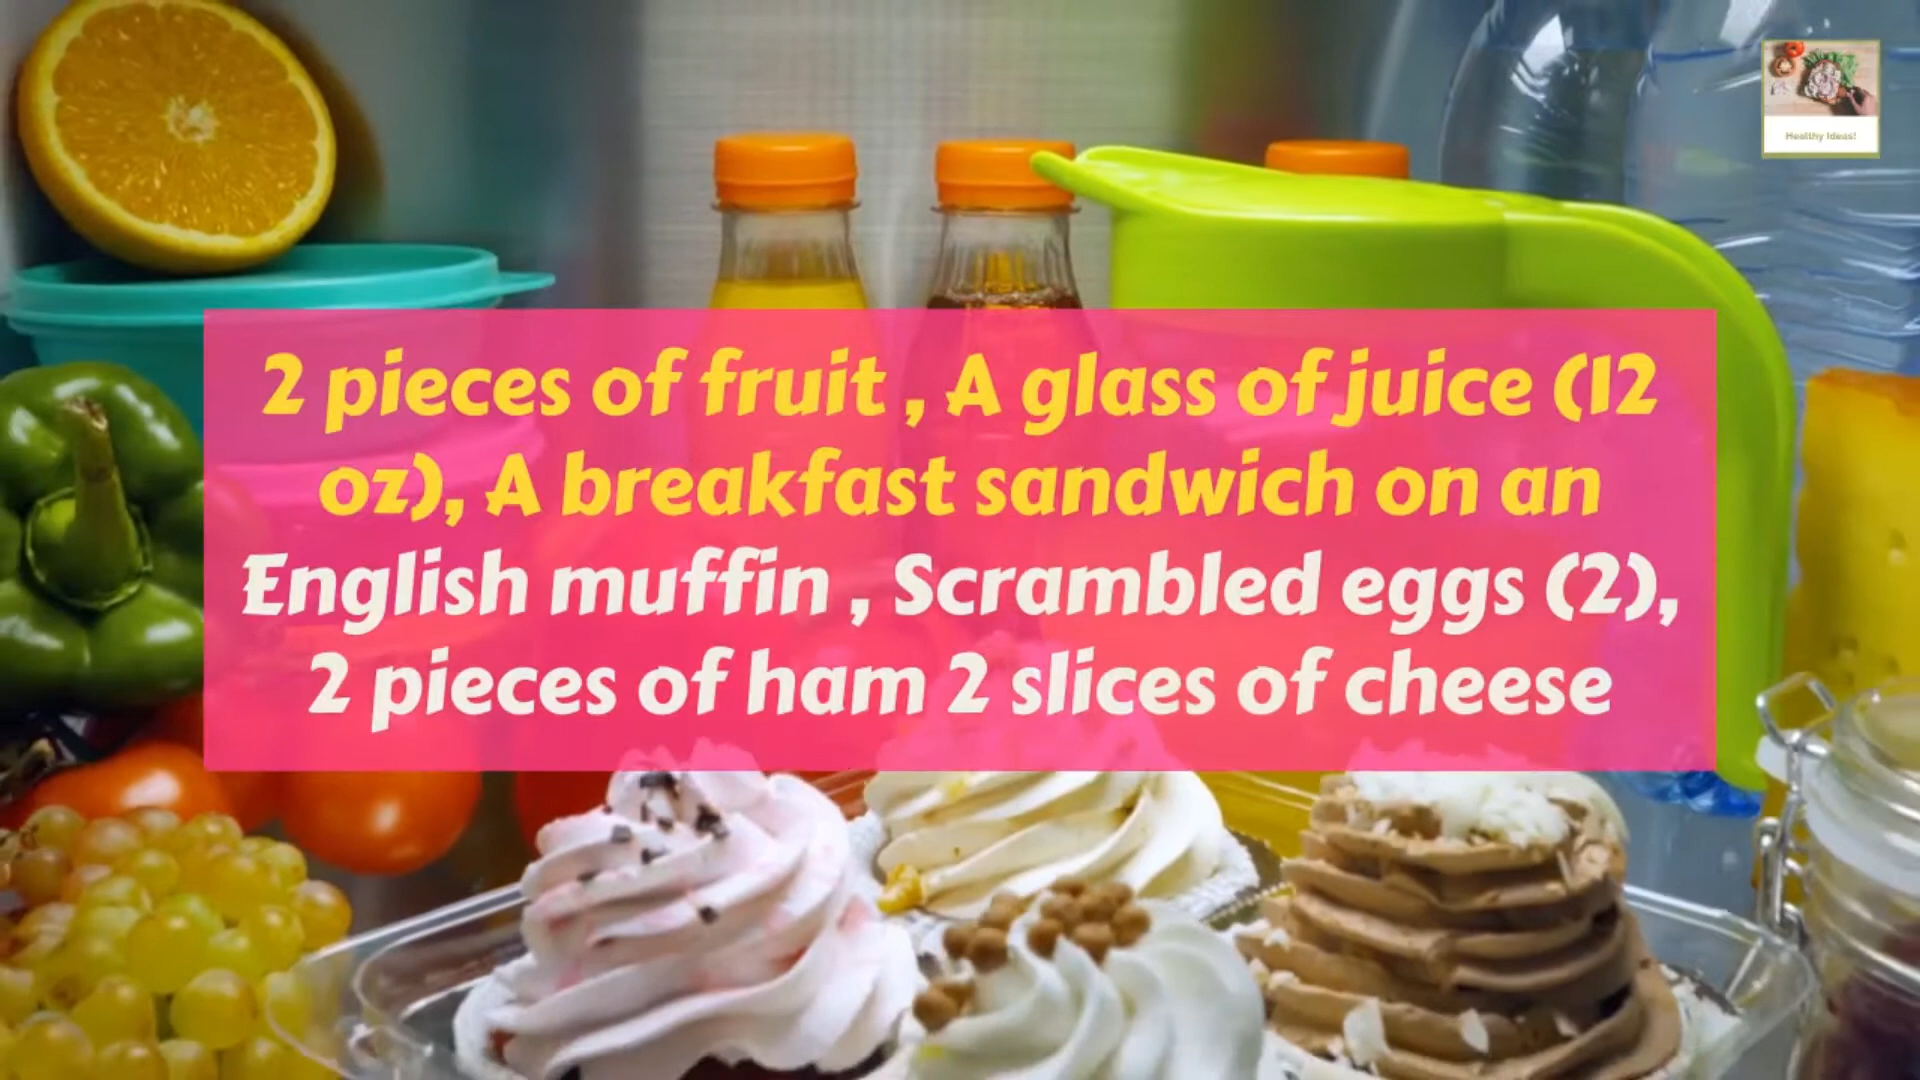 Healthy Ideas!
2 pieces of fruit , A glass of juice (12
oz), A breakfast sandwich on an
English muffin , Scrambled eggs (2),
2 pieces of ham 2 slices of cheese